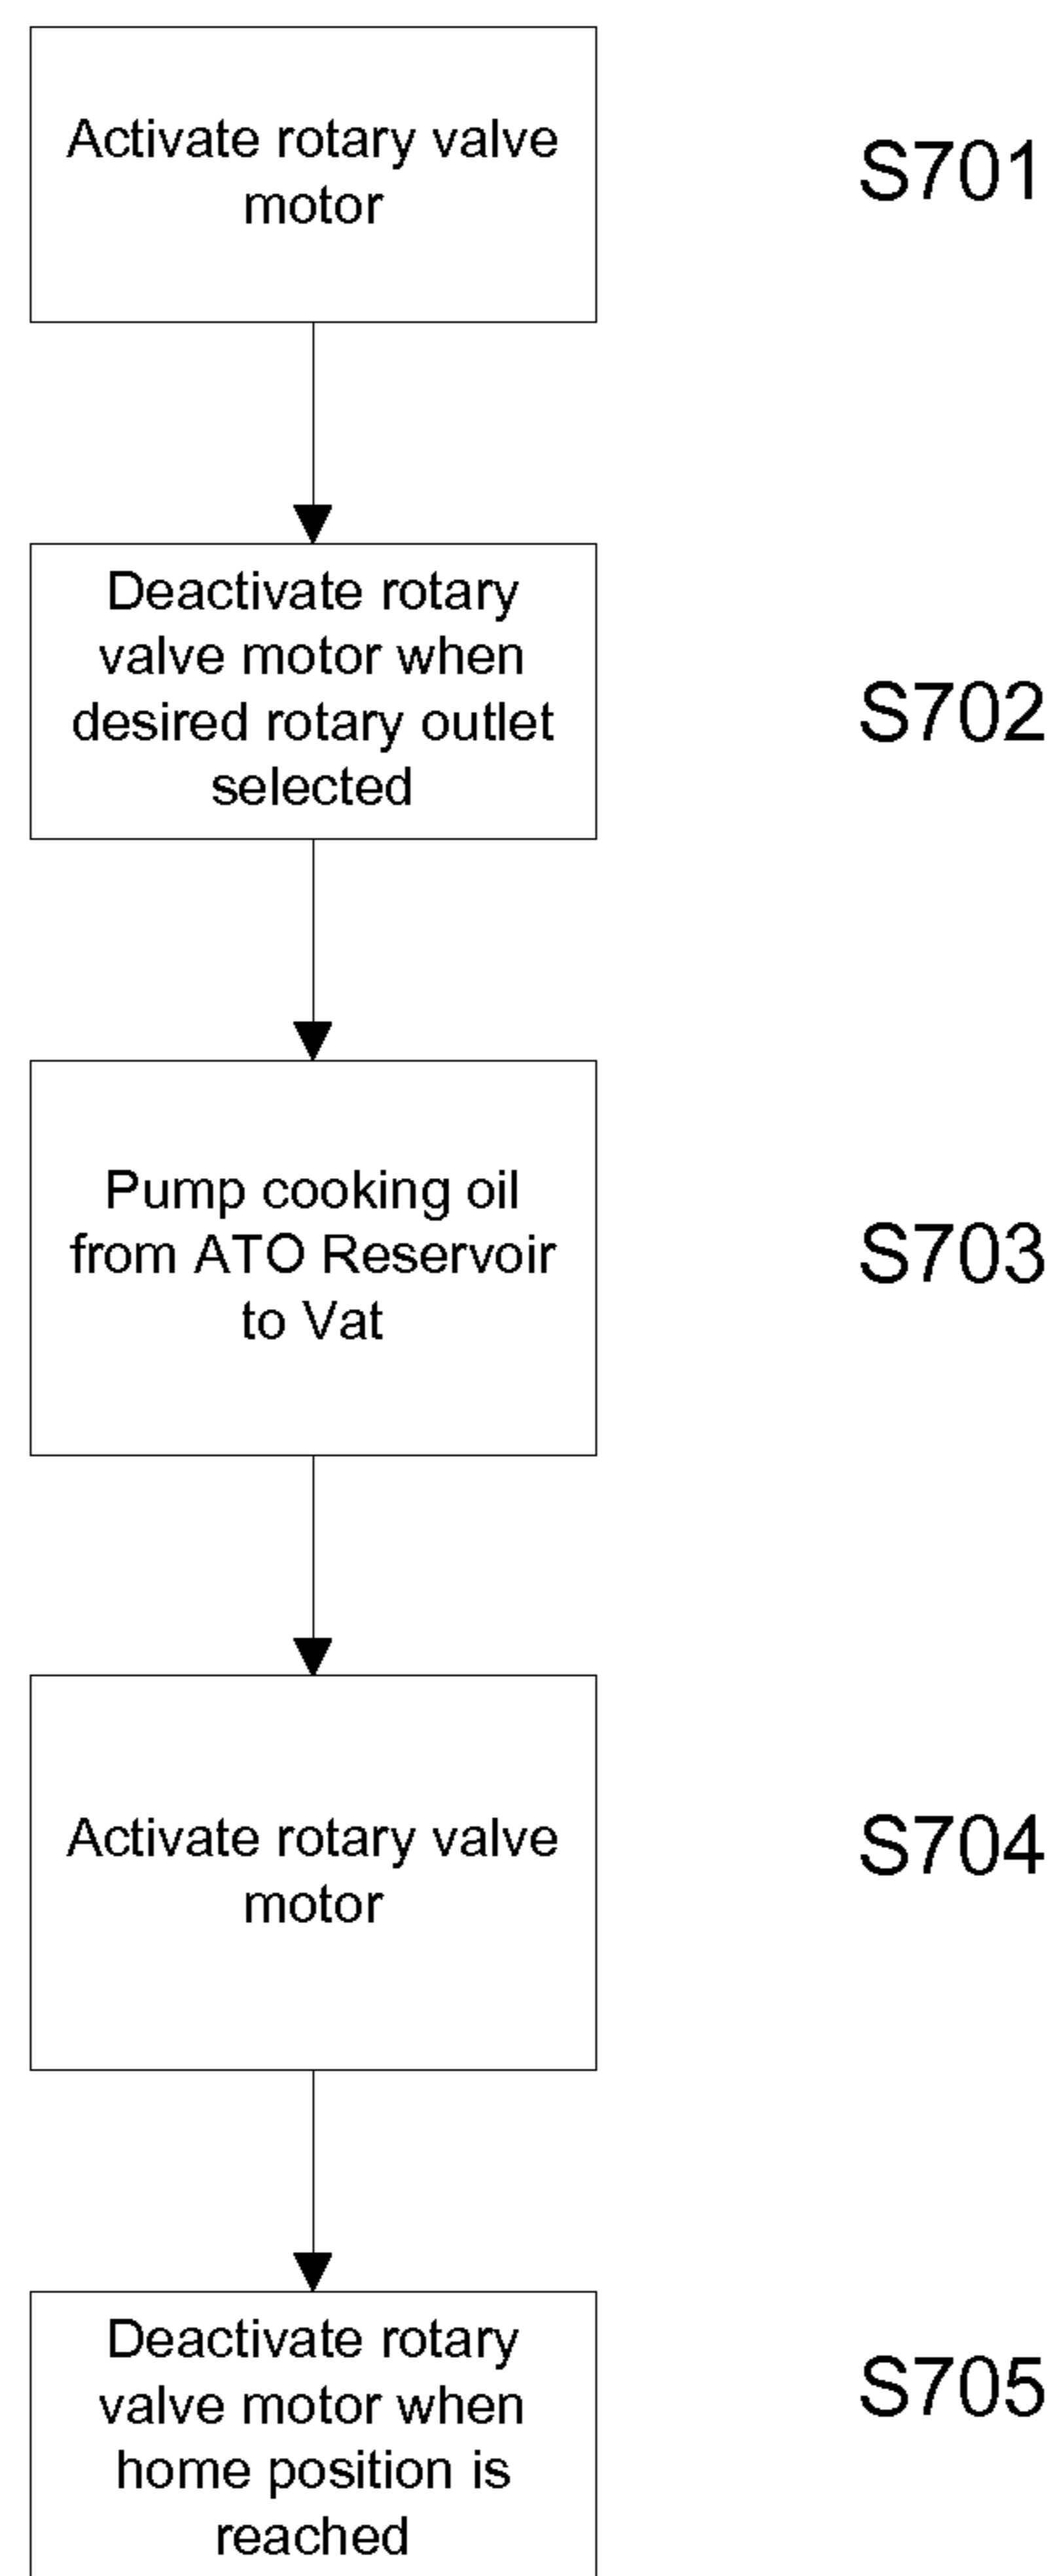 Activate rotary valve
motor
S701
Deactivate rotary
valve motor when
desired rotary outlet
selected
S702
Pump cooking oil
from ATO Reservoir
to Vat
S703
Activate rotary valve
motor
S704
Deactivate rotary
valve motor when
home position is
reached
S705